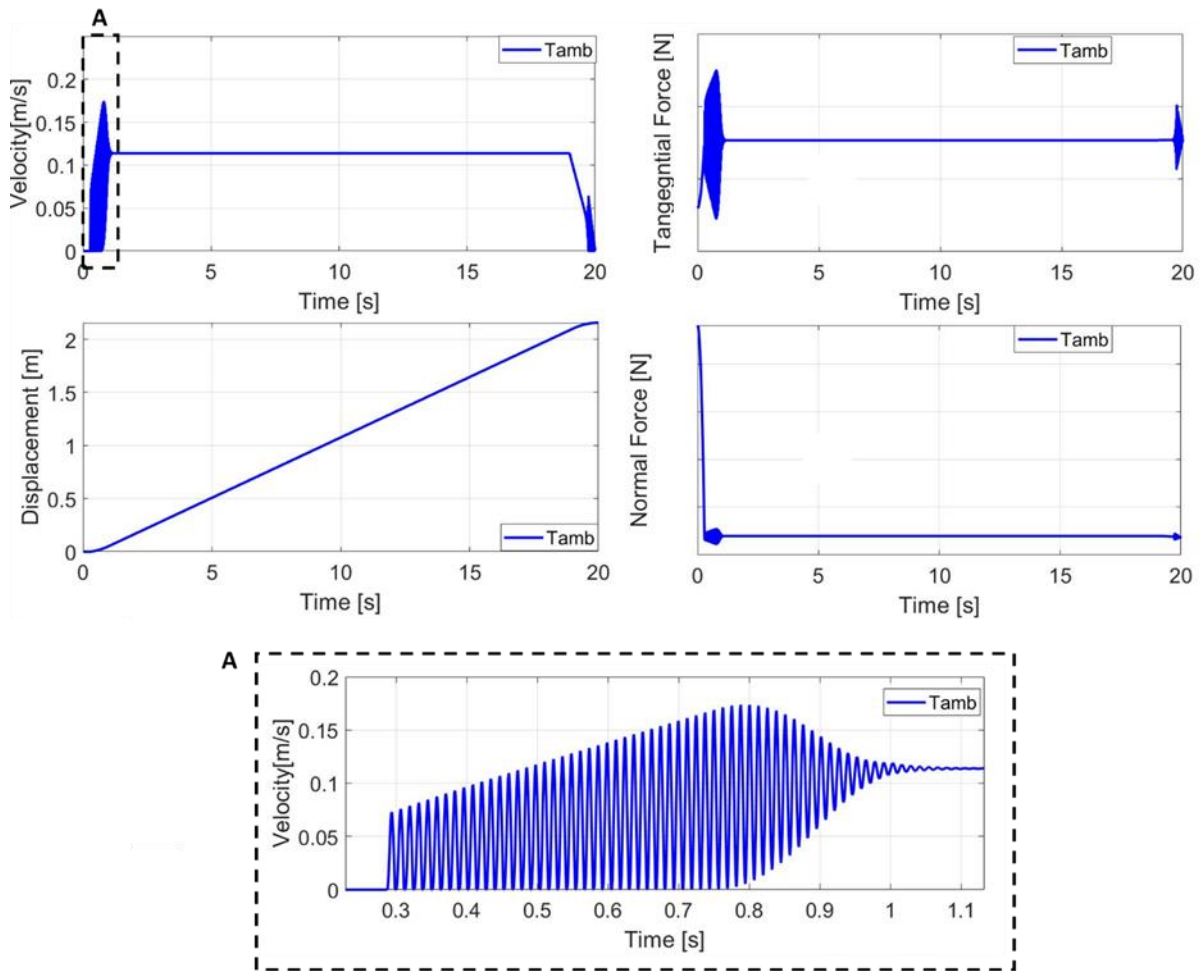 A
Tamb
Velocity[m/s]
0.2
0.15
0.1
0.05
0
0 5 10 15 20
Time [s]
Tamb
Tangegntial Force [N]
0 5 10 15 20
Time [s]
Displacement [m]
2
1.5
1
0.5
0
Tamb
0 5 10 15 20
Time [s]
Tamb
Normal Force [N]
0 5 10 15 20
Time [s]
A
Tamb
Velocity[m/s]
0.2
0.15
0.1
0.05
0
0.3 0.4 0.5 0.6 0.7 0.8 0.9 1 1.1
Time [s]